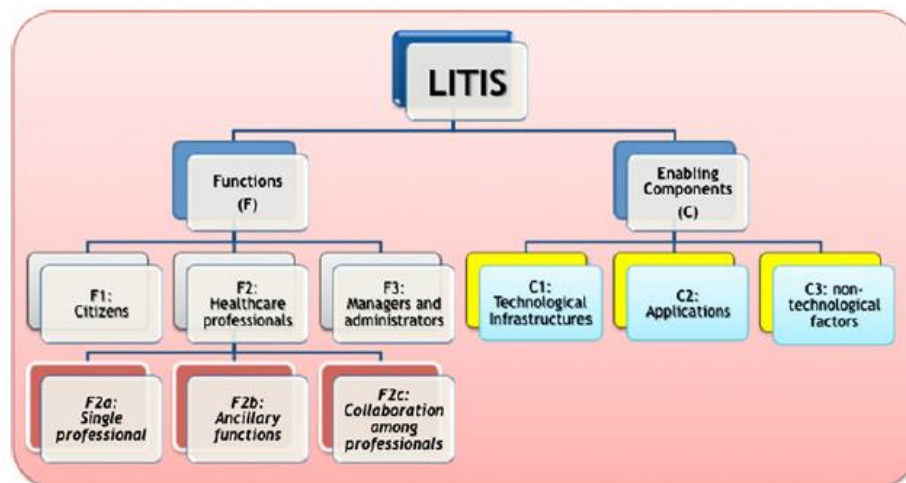 LITIS
Functions
(F)
Enabling
Components
(C)
F1:
Citizens
F2:
Healthcare
professionals
F3:
Managers and
administrators
C1:
Technological
Infrastructures
C2:
Applications
C3: non-
technological
factors
F2a:
Single
professional
F2b:
Ancillary
functions
F2c:
Collaboration
among
professionals